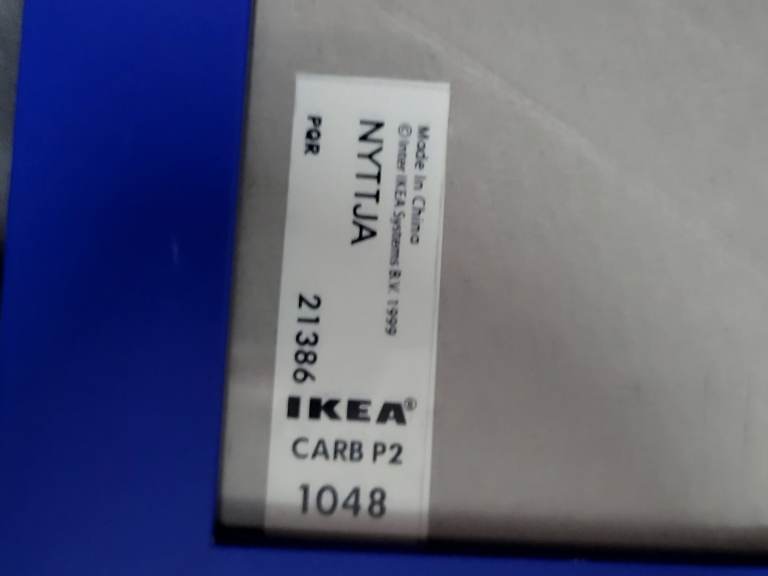 Made in China
©Inter IKEA Systems B.V. 1999
NYTTJA
PQR 21386
IKEA®
CARB P2
1048